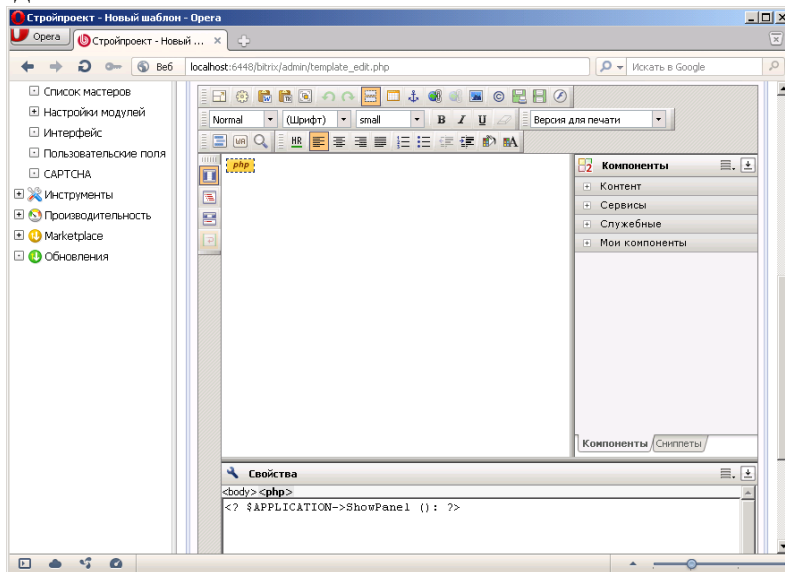 Стройпроект - Новый шаблон - Opera
Opera
Стройпроект - Новый ...
Веб
localhost:6448/bitrix/admin/template_edit.php
Искать в Google
Список мастеров
Настройки модулей
Интерфейс
Пользовательские поля
CAPTCHA
Инструменты
Производительность
Marketplace
Обновления
Normal
(Шрифт)
small
B I U
Версия для печати
HR
php
Компоненты
Контент
Сервисы
Служебные
Мои компоненты
Компоненты
Сниппеты
Свойства
<body> <php>
<? $APPLICATION->ShowPanel (): ?>